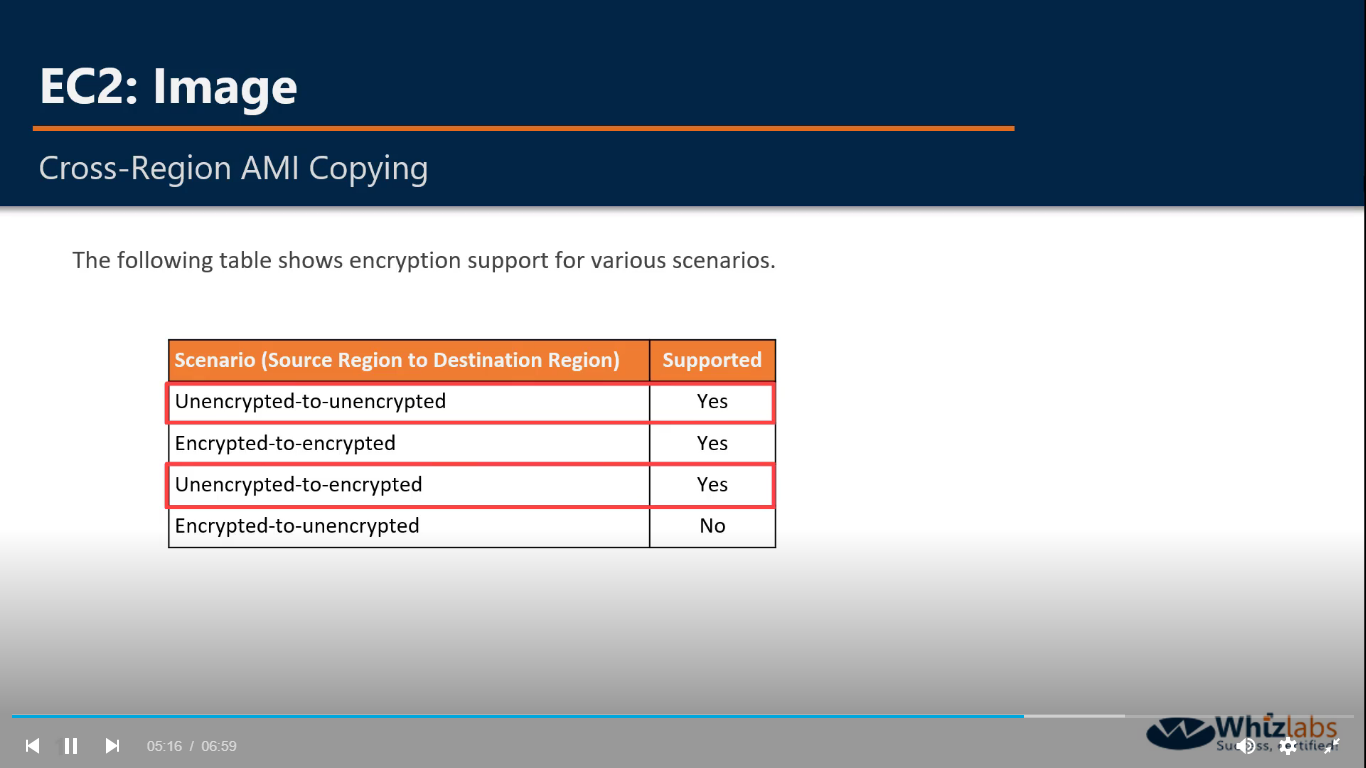 EC2: Image
Cross-Region AMI Copying
The following table shows encryption support for various scenarios.
Scenario (Source Region to Destination Region) Supported
Unencrypted-to-unencrypted Yes
Encrypted-to-encrypted Yes
Unencrypted-to-encrypted Yes
Encrypted-to-unencrypted No
05:16 / 06:59
Whizlabs